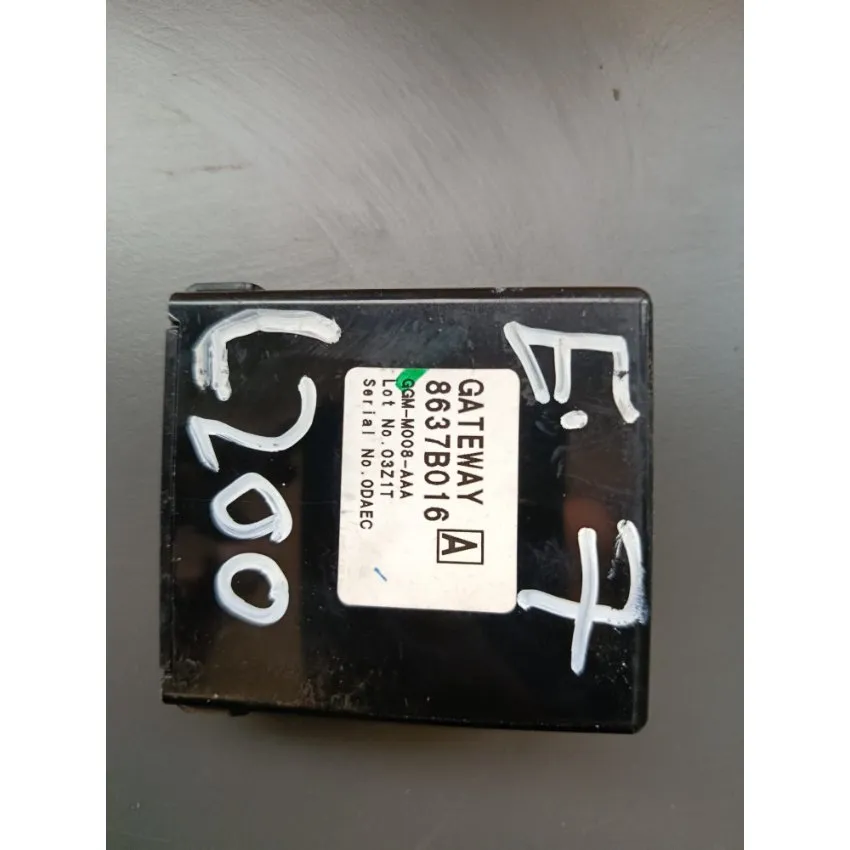 E. 7
GATEWAY
8637B016 A
GGM-M008-AAA
Lot No.03Z1T
Serial No.0DAEC
L200